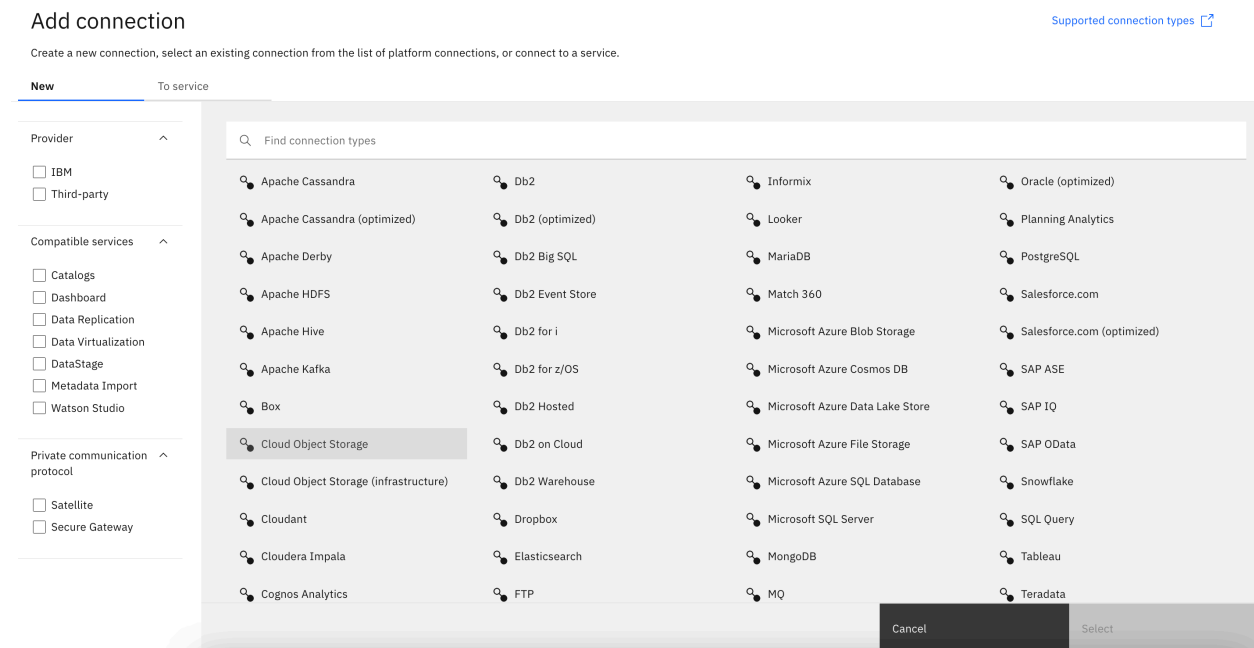 Add connection
Supported connection types
Create a new connection, select an existing connection from the list of platform connections, or connect to a service.
New
To service
Provider
IBM
Third-party
Compatible services
Catalogs
Dashboard
Data Replication
Data Virtualization
DataStage
Metadata Import
Watson Studio
Private communication
protocol
Satellite
Secure Gateway
Find connection types
Apache Cassandra
Apache Cassandra (optimized)
Apache Derby
Apache HDFS
Apache Hive
Apache Kafka
Box
Cloud Object Storage
Cloud Object Storage (infrastructure)
Cloudant
Cloudera Impala
Cognos Analytics
Db2
Db2 (optimized)
Db2 Big SQL
Db2 Event Store
Db2 for i
Db2 for z/OS
Db2 Hosted
Db2 on Cloud
Db2 Warehouse
Dropbox
Elasticsearch
FTP
Informix
Looker
MariaDB
Match 360
Microsoft Azure Blob Storage
Microsoft Azure Cosmos DB
Microsoft Azure Data Lake Store
Microsoft Azure File Storage
Microsoft Azure SQL Database
Microsoft SQL Server
MongoDB
MQ
Oracle (optimized)
Planning Analytics
PostgreSQL
Salesforce.com
Salesforce.com (optimized)
SAP ASE
SAP IQ
SAP OData
Snowflake
SQL Query
Tableau
Teradata
Cancel
Select